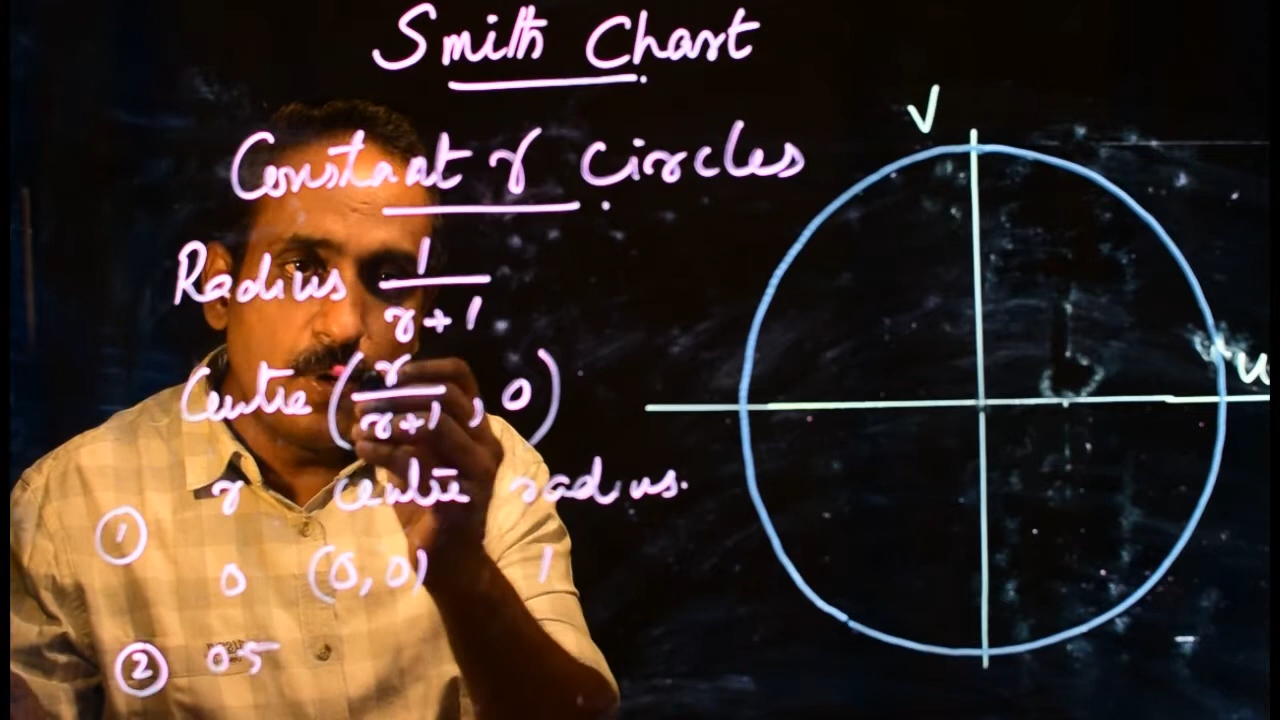 Smith Chart
Constant r circles
Radius 1/r+1
Centre (r/r+1, 0)
r centre radius.
① 0 (0,0) 1
② 0.5
V
u